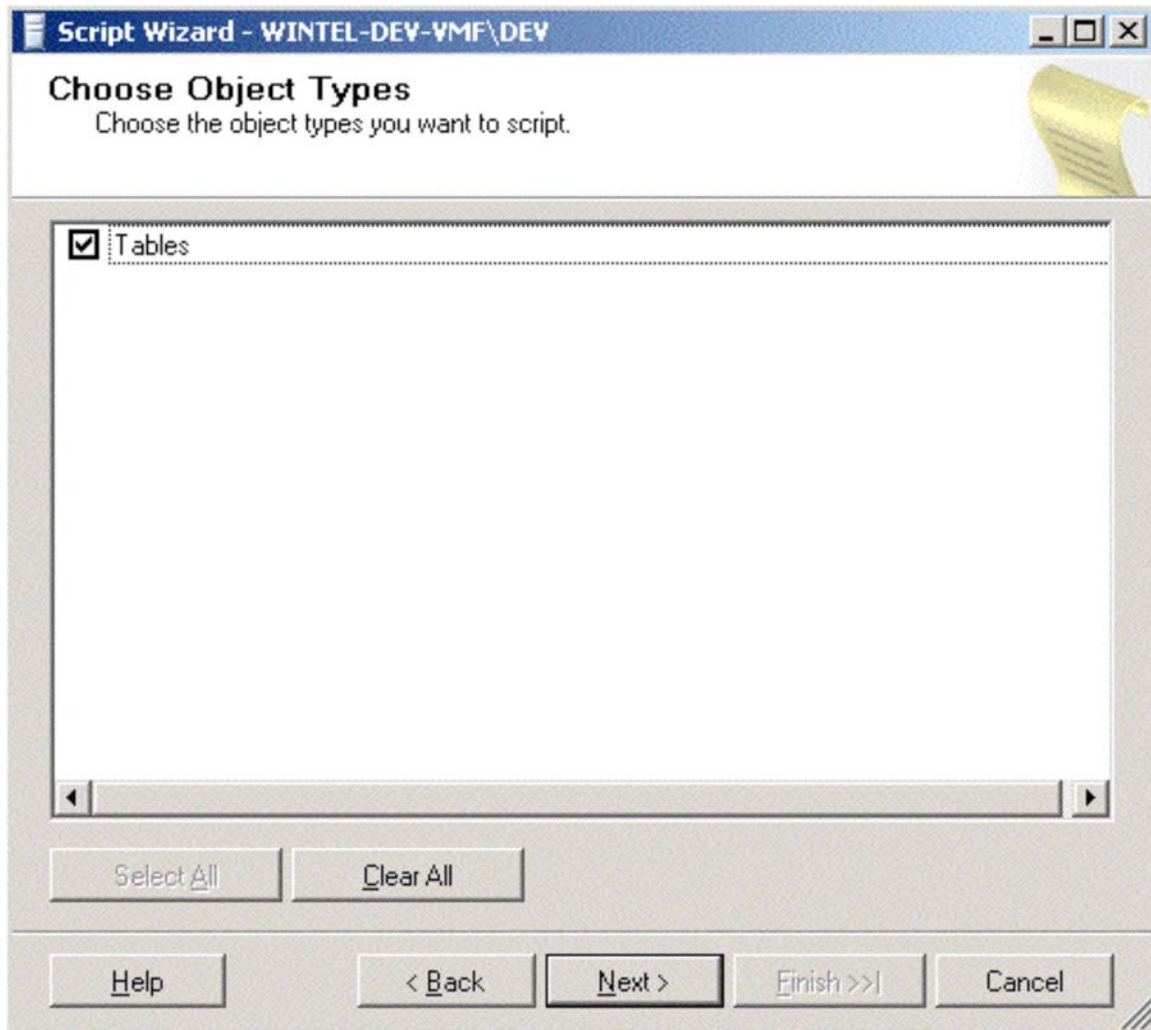 Script Wizard - WINTEL-DEV-VMF\DEV
Choose Object Types
Choose the object types you want to script.
Tables
Select All
Clear All
Help
< Back
Next >
Finish >>|
Cancel